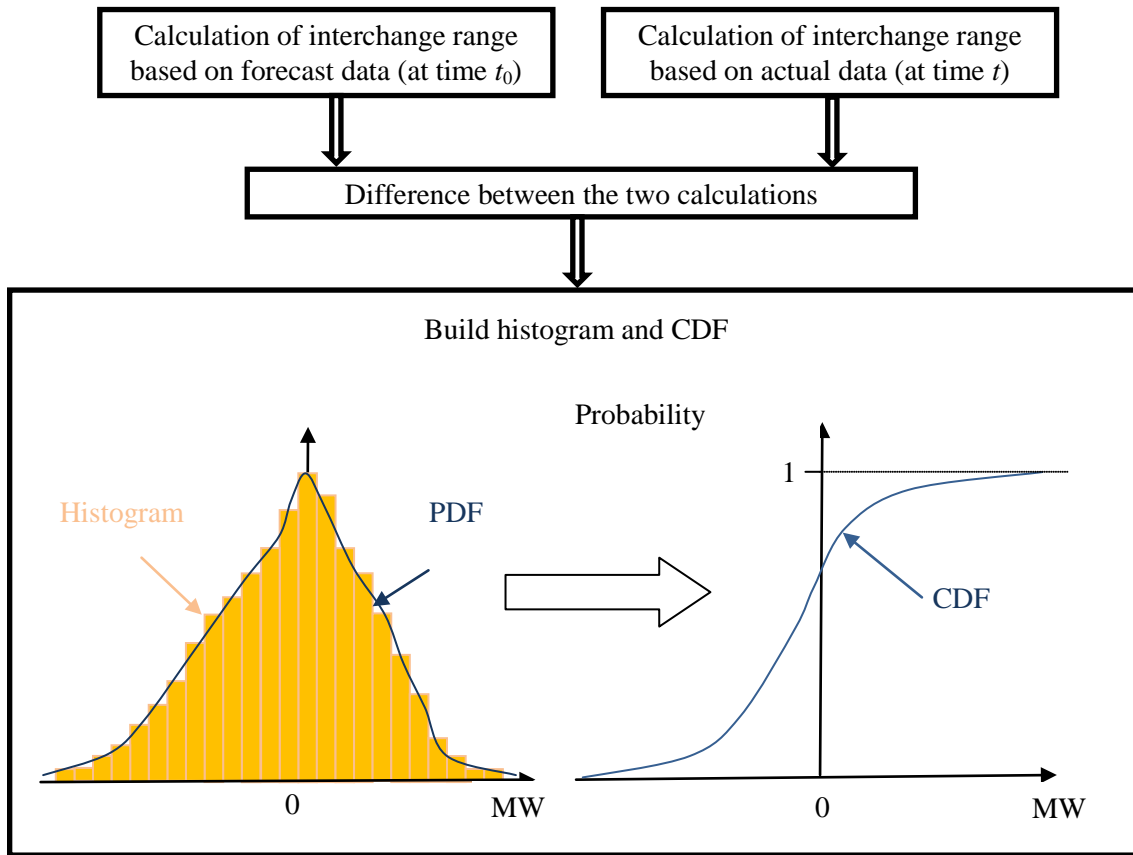 Calculation of interchange range
based on forecast data (at time t0)
Calculation of interchange range
based on actual data (at time t)
Difference between the two calculations
Build histogram and CDF
Probability
1
Histogram
PDF
CDF
0
MW
0
MW